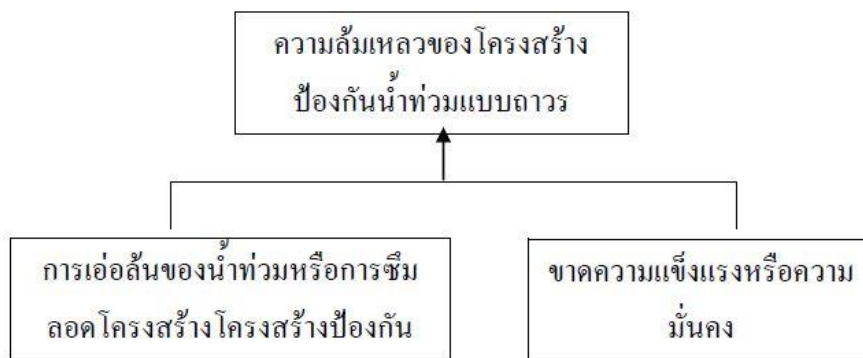 ความล้มเหลวของโครงสร้าง
ป้องกันน้ำท่วมแบบถาวร
การเอ่อล้นของน้ำท่วมหรือการซึม
ลอดโครงสร้างโครงสร้างป้องกัน
ขาดความแข็งแรงหรือความ
มั่นคง